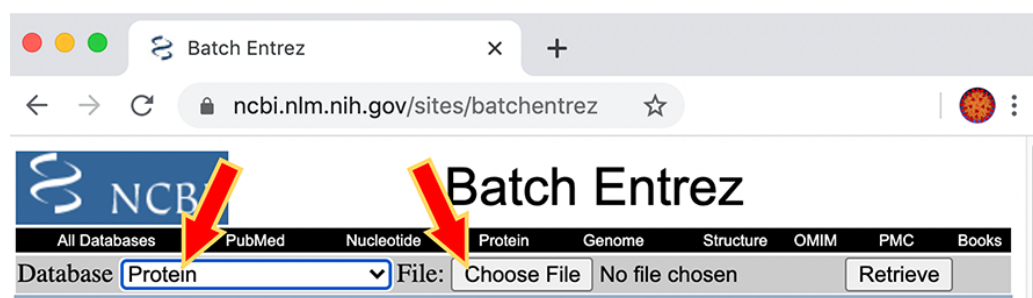 Batch Entrez
ncbi.nlm.nih.gov/sites/batchentrez
NCB
Batch Entrez
All Databases PubMed Nucleotide Protein Genome Structure OMIM PMC Books
Database Protein File: Choose File No file chosen Retrieve